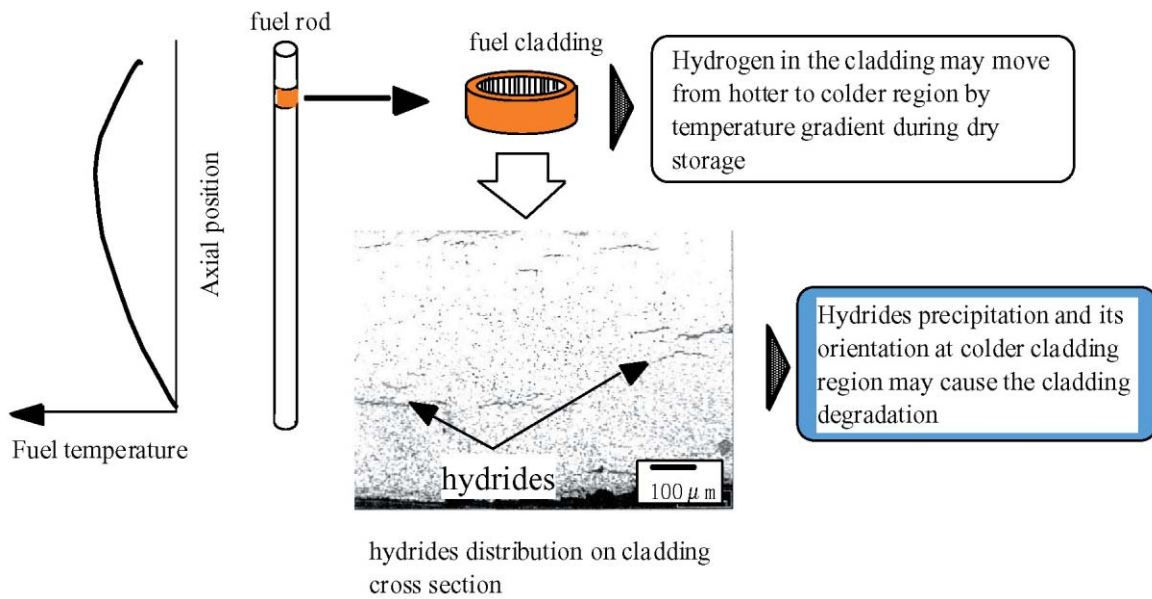 fuel rod
fuel cladding
Hydrogen in the cladding may move
from hotter to colder region by
temperature gradient during dry
storage
Axial position
Fuel temperature
hydrides
100 μm
Hydrides precipitation and its
orientation at colder cladding
region may cause the cladding
degradation
hydrides distribution on cladding
cross section